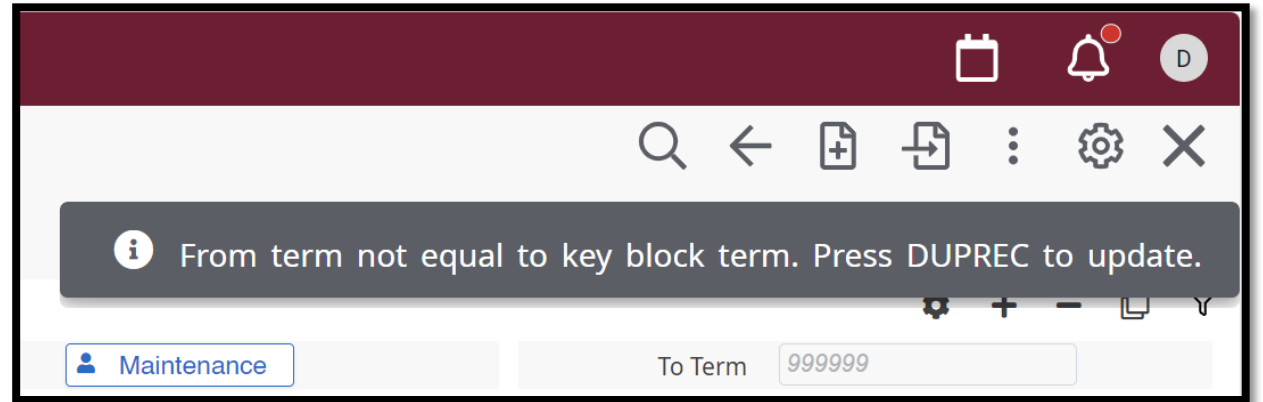 D
From term not equal to key block term. Press DUPREC to update.
Maintenance To Term 999999